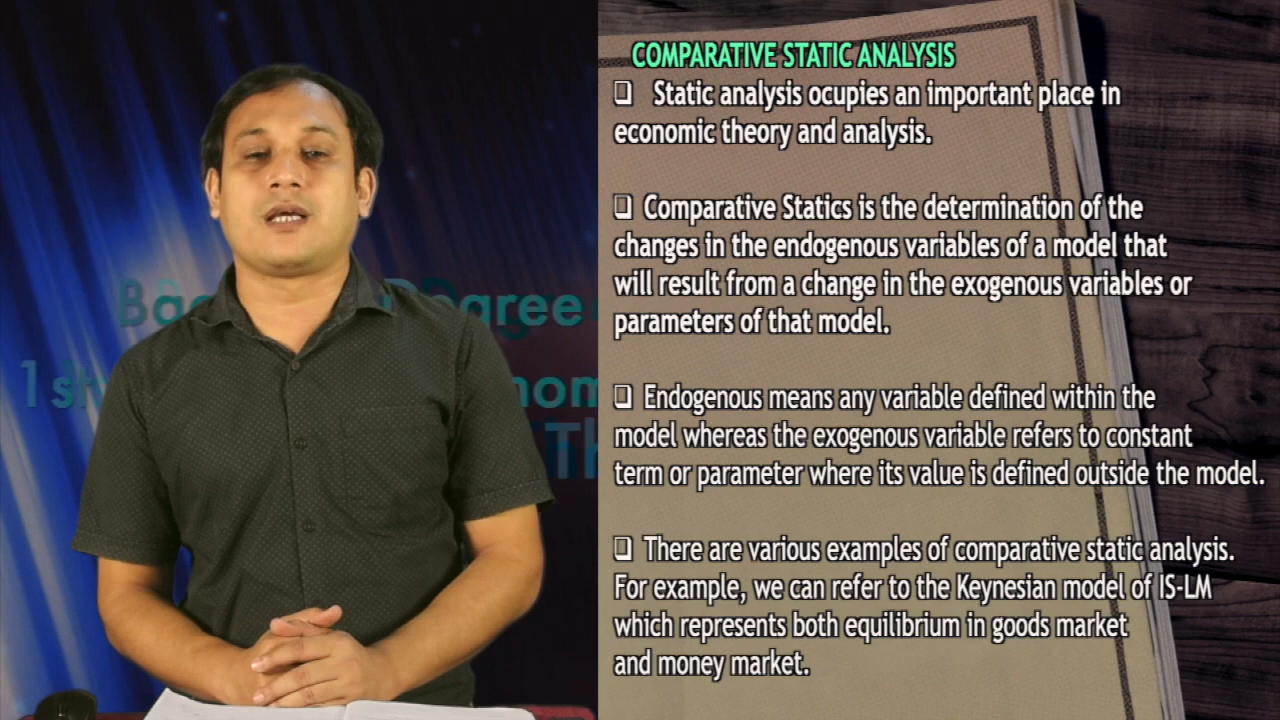 COMPARATIVE STATIC ANALYSIS
❑ Static analysis ocupies an important place in
economic theory and analysis.
❑ Comparative Statics is the determination of the
changes in the endogenous variables of a model that
will result from a change in the exogenous variables or
parameters of that model.
❑ Endogenous means any variable defined within the
model whereas the exogenous variable refers to constant
term or parameter where its value is defined outside the model.
❑ There are various examples of comparative static analysis.
For example, we can refer to the Keynesian model of IS-LM
which represents both equilibrium in goods market
and money market.